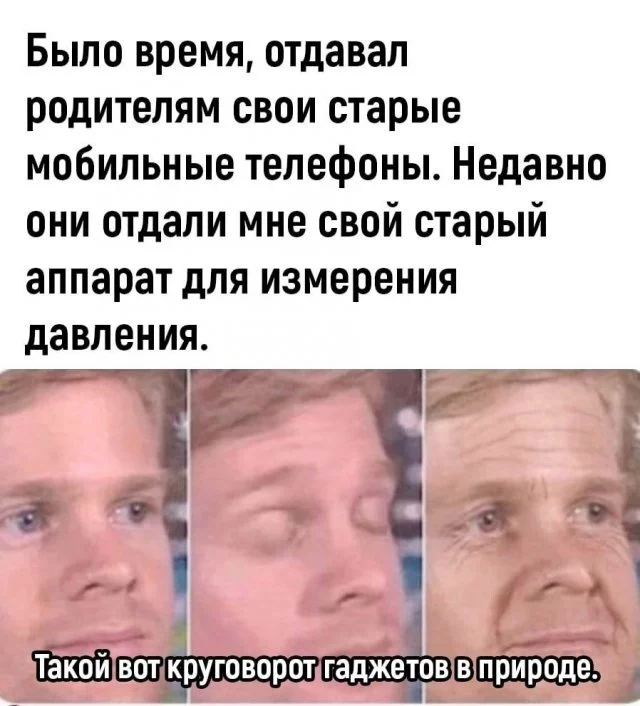 Было время, отдавал
родителям свои старые
мобильные телефоны. Недавно
они отдали мне свой старый
аппарат для измерения
давления.
Такой вот круговорот гаджетов в природе.